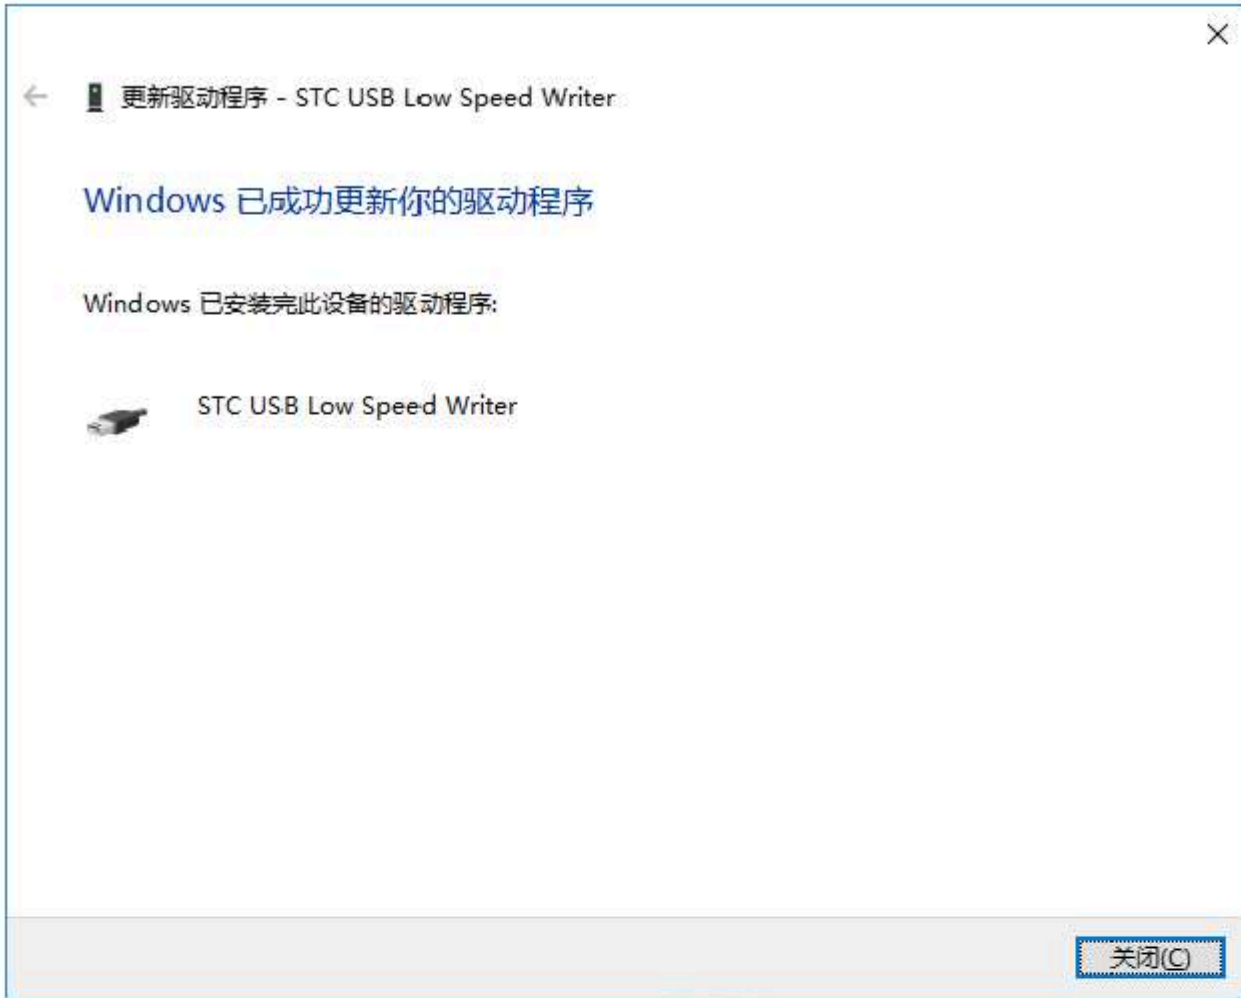 更新驱动程序 - STC USB Low Speed Writer
Windows 已成功更新你的驱动程序
Windows 已安装完此设备的驱动程序:
STC USB Low Speed Writer
关闭(C)